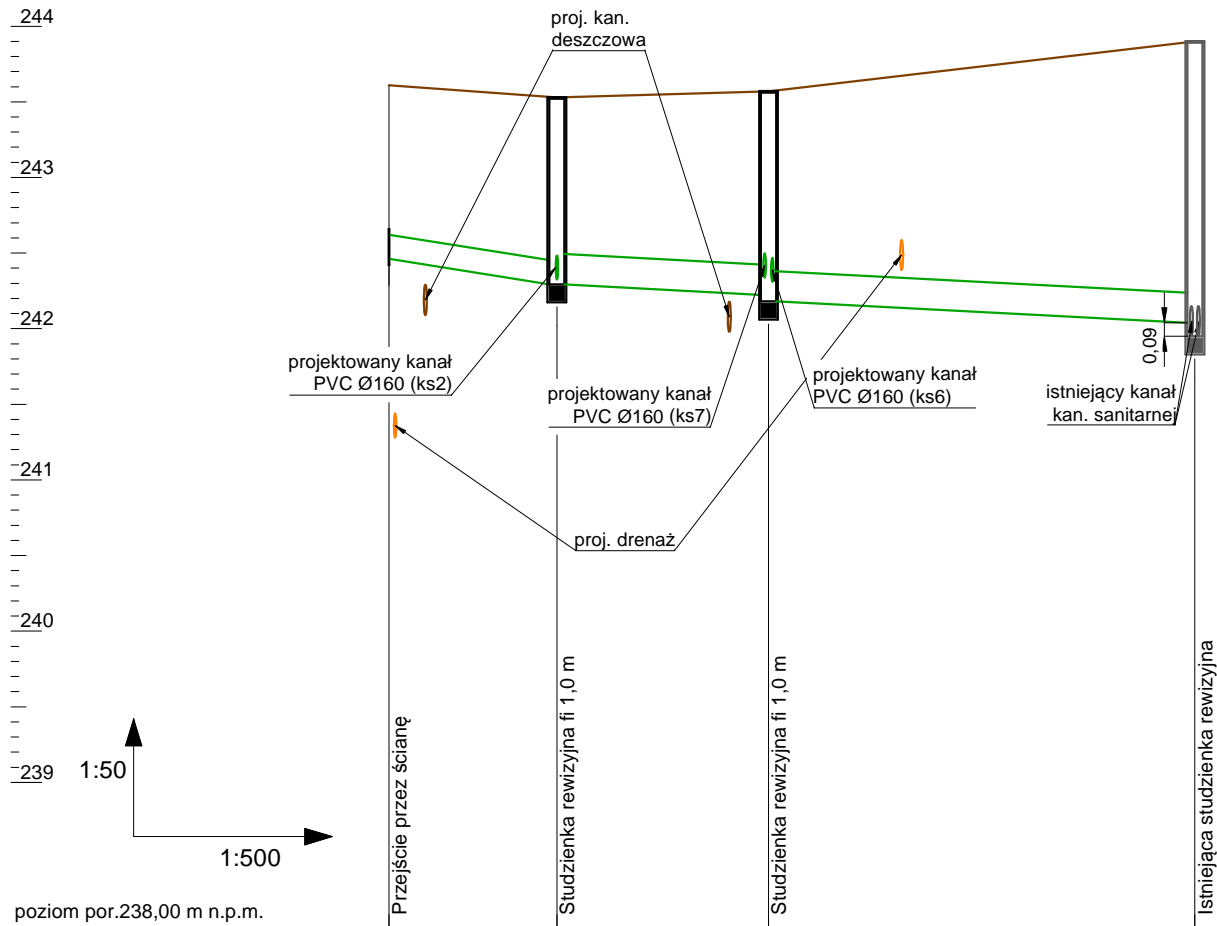 244
243
242
241
240
239
proj. kan.
deszczowa
projektowany kanał
PVC Ø160 (ks2)
projektowany kanał
PVC Ø160 (ks7)
projektowany kanał
PVC Ø160 (ks6)
0,09
istniejący kanał
kan. sanitarnej
proj. drenaż
Przejście przez ścianę
Studzienka rewizyjna fi 1,0 m
Studzienka rewizyjna fi 1,0 m
Istniejąca studzienka rewizyjna
1:50
1:500
poziom por.238,00 m n.p.m.